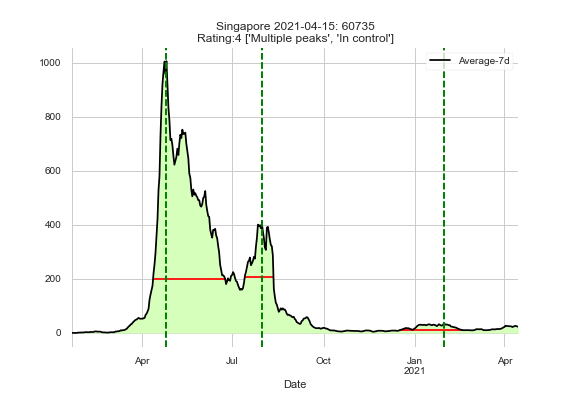 Singapore 2021-04-15: 60735
Rating:4 ['Multiple peaks', 'In control']
Average-7d
1000
800
600
400
200
0
Apr
Jul
Oct
Jan
2021
Apr
Date